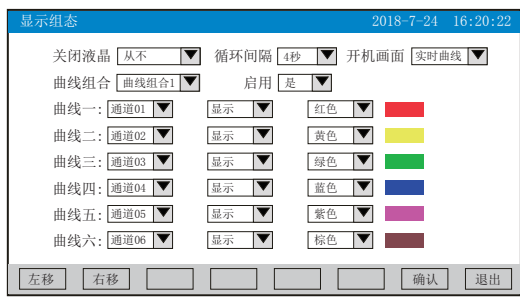 显示组态 2018-7-24 16:20:22
关闭液晶 从不 循环间隔 4秒 开机画面 实时曲线
曲线组合 曲线组合1 启用 是
曲线一: 通道01 显示 红色
曲线二: 通道02 显示 黄色
曲线三: 通道03 显示 绿色
曲线四: 通道04 显示 蓝色
曲线五: 通道05 显示 紫色
曲线六: 通道06 显示 棕色
左移 右移 确认 退出